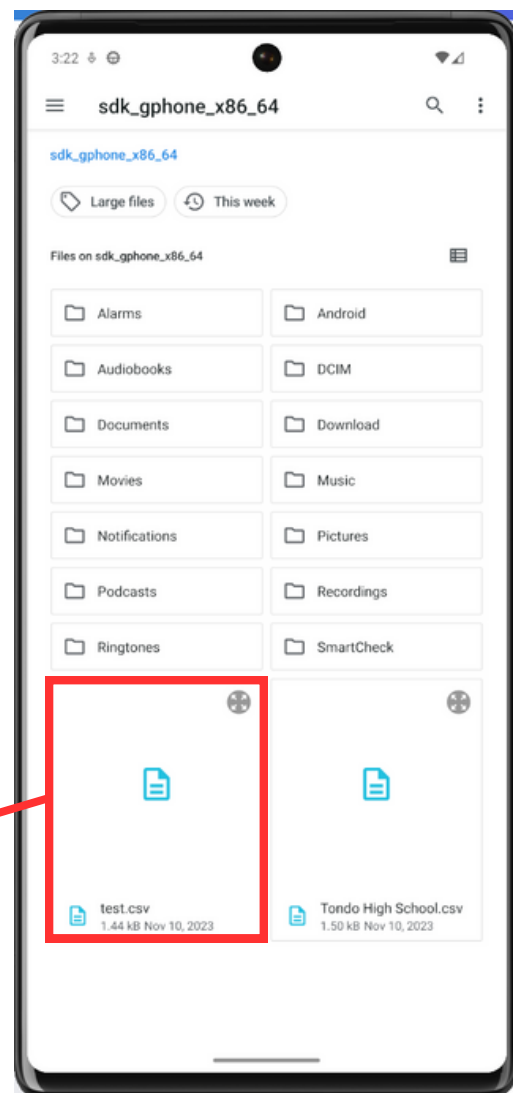 3:22
sdk_gphone_x86_64
sdk_gphone_x86_64
Large files
This week
Files on sdk_gphone_x86_64
Alarms
Android
Audiobooks
DCIM
Documents
Download
Movies
Music
Notifications
Pictures
Podcasts
Recordings
Ringtones
SmartCheck
test.csv
1.44 kB Nov 10, 2023
Tondo High School.csv
1.50 kB Nov 10, 2023